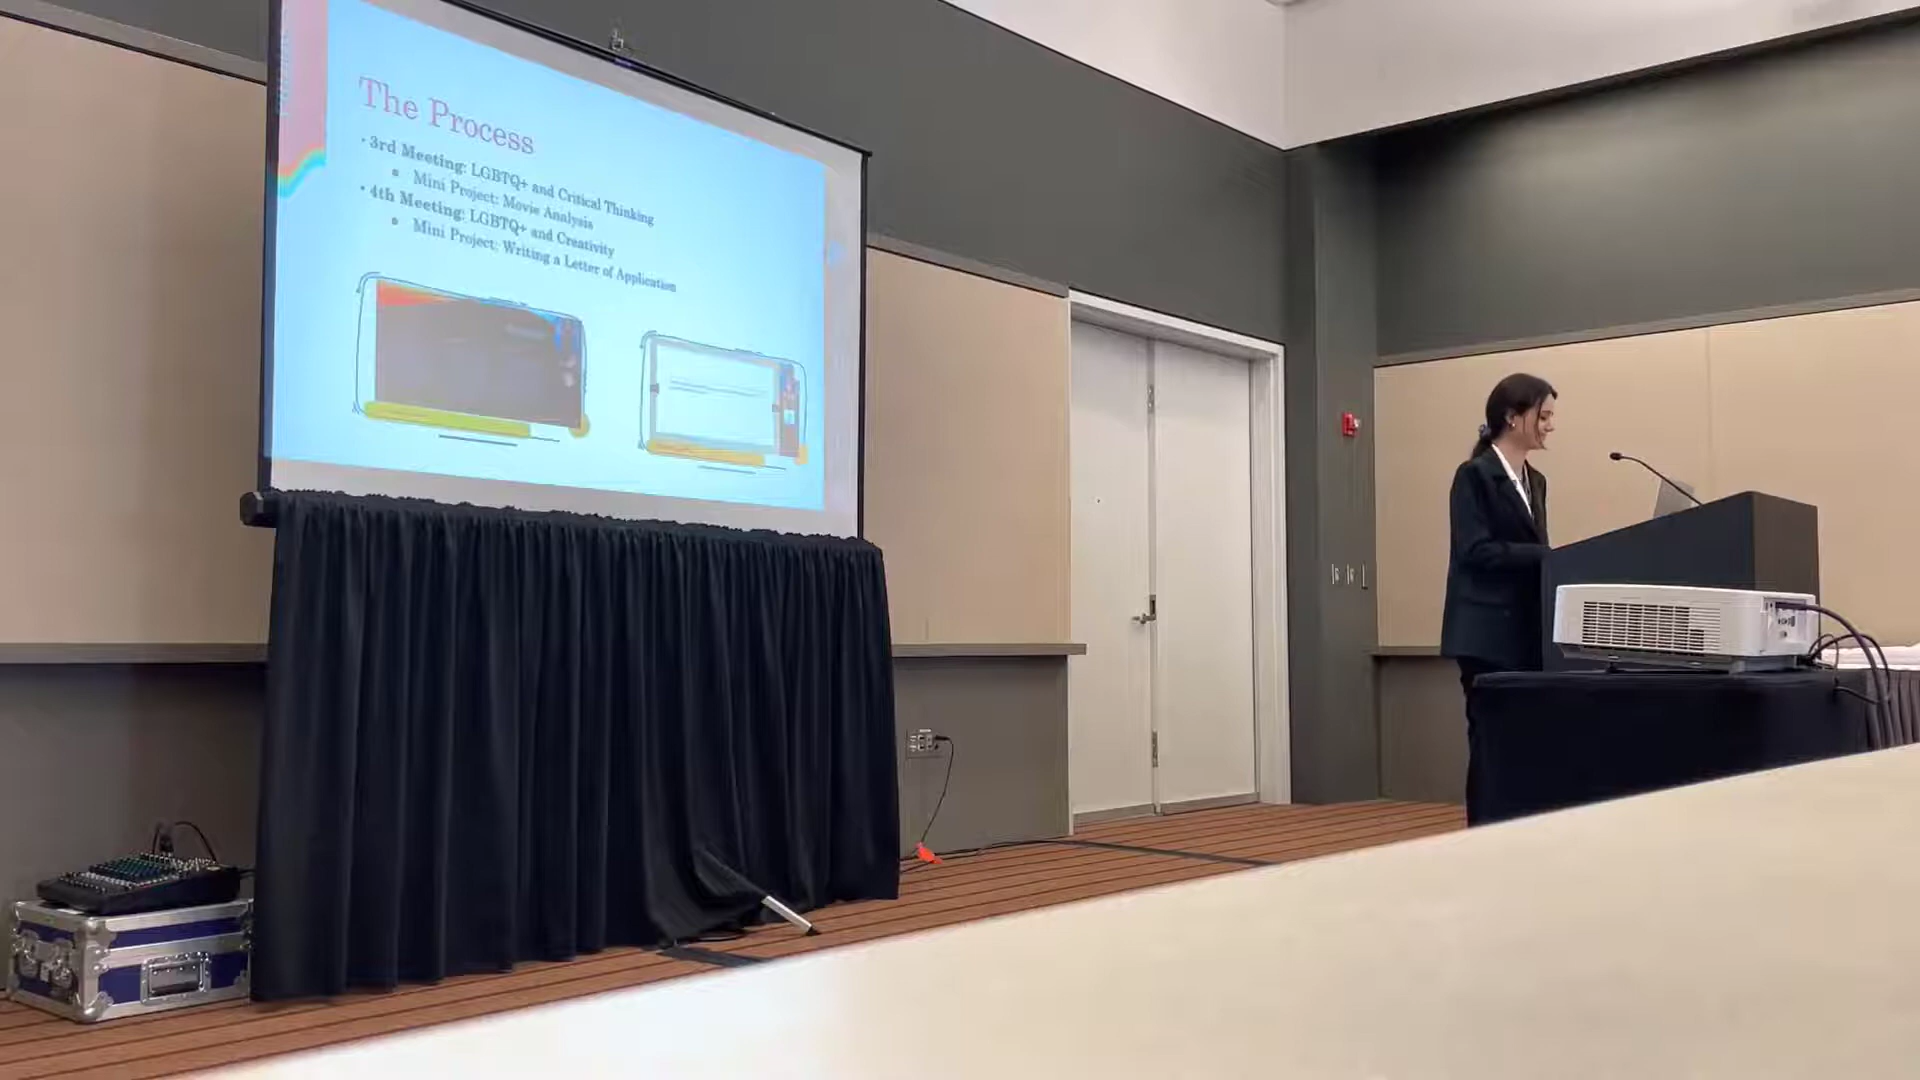 The Process
• 3rd Meeting: LGBTQ+ and Critical Thinking
Mini Project: Movie Analysis
• 4th Meeting: LGBTQ+ and Creativity
Mini Project: Writing a Letter of Application